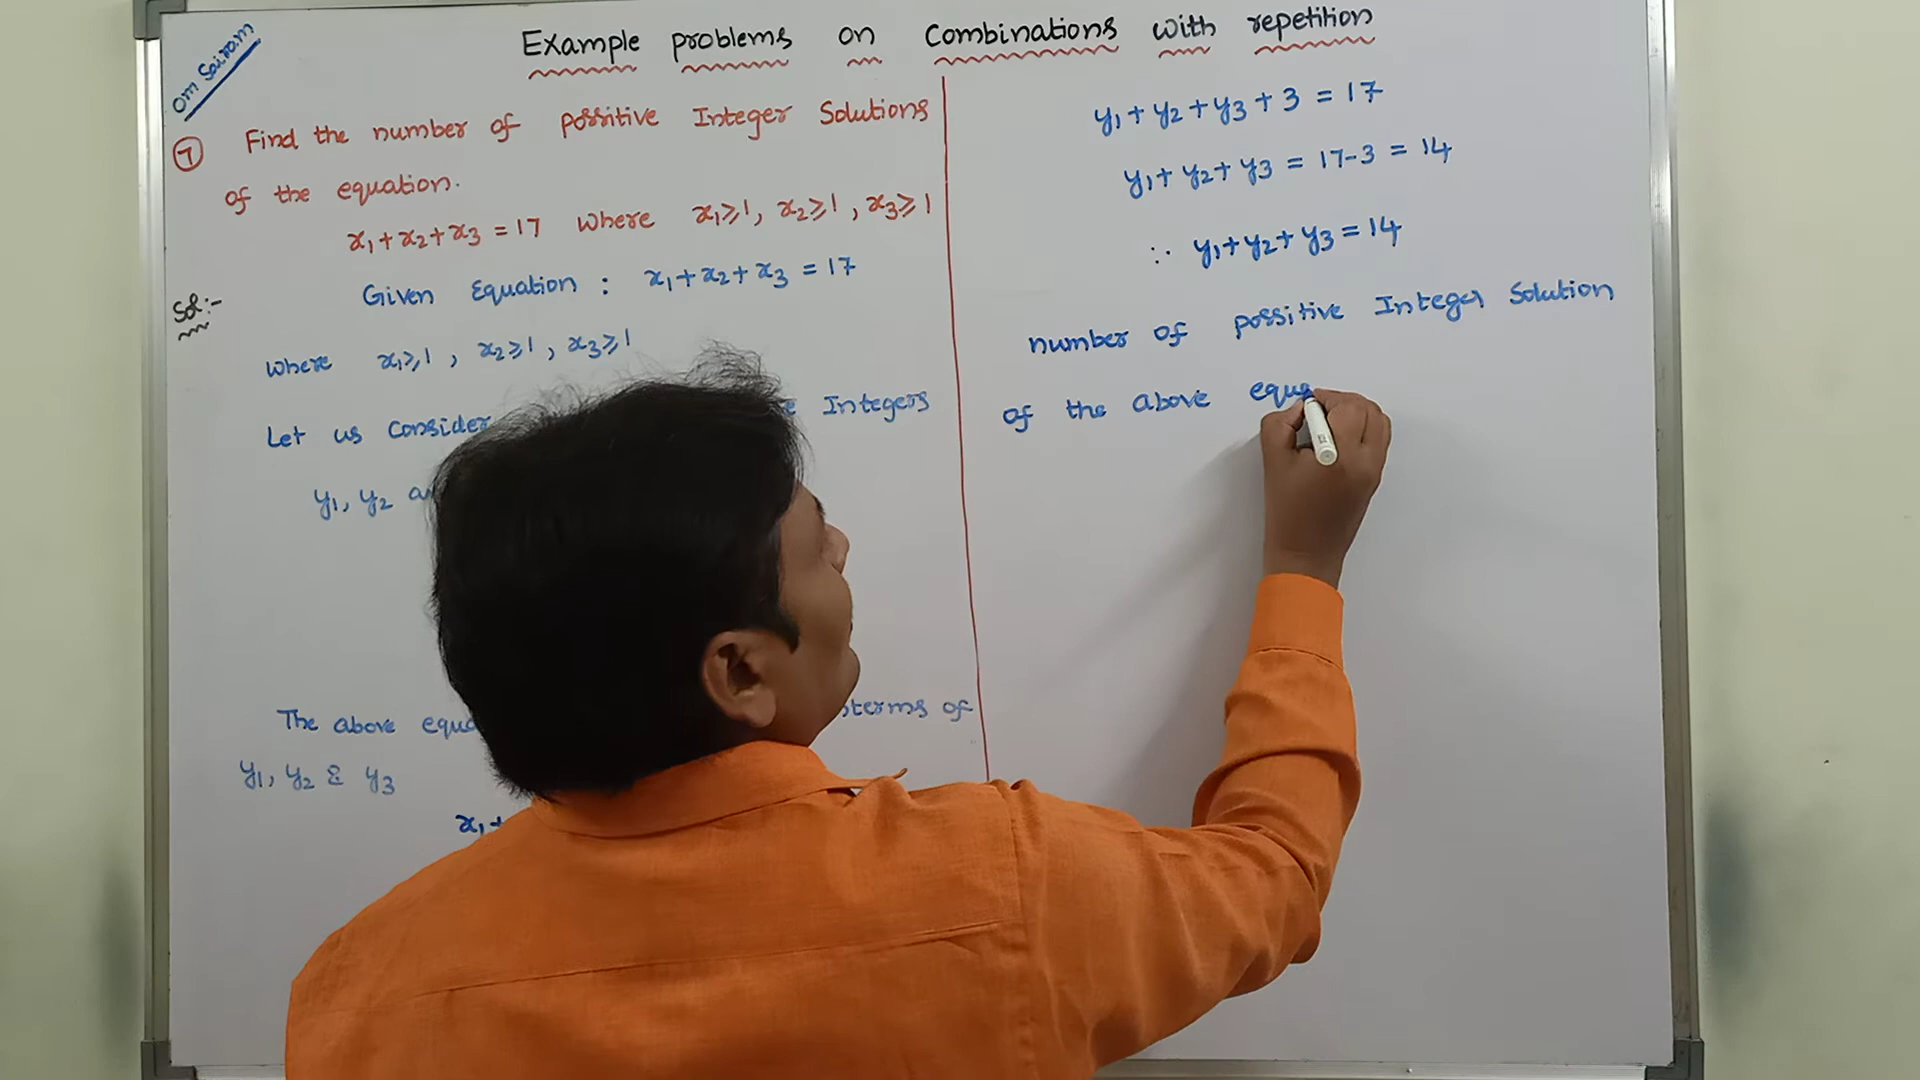 Om Sairam
Example problems on Combinations with repetition
7 Find the number of possitive Integer Solutions
of the equation.
x₁+x₂+x₃ = 17 where x₁≥1, x₂≥1, x₃≥1
Sol:- Given Equation : x₁+x₂+x₃ = 17
where x₁≥1, x₂≥1, x₃≥1
Let us Consider Integers
y₁, y₂
The above of
y₁, y₂ & y₃
x₁+
y₁+y₂+y₃+3 = 17
y₁+y₂+y₃ = 17-3 = 14
∴ y₁+y₂+y₃ = 14
number of possitive Integer Solution
of the above equa